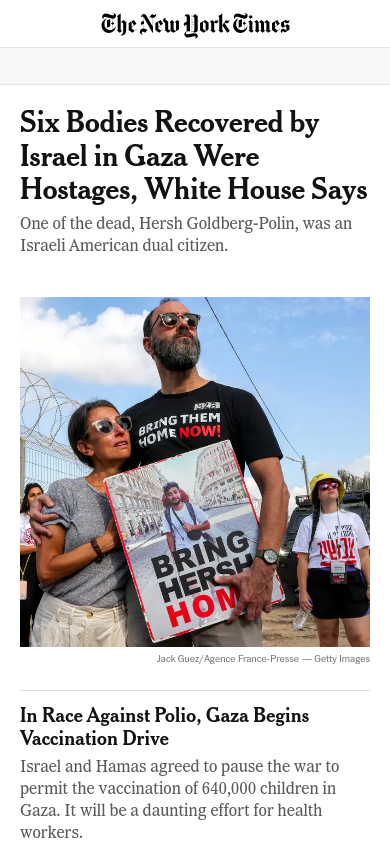 The New York Times
Six Bodies Recovered by
Israel in Gaza Were
Hostages, White House Says
One of the dead, Hersh Goldberg-Polin, was an
Israeli American dual citizen.
328
BRING THEM
HOME NOW!
BRING
HERSH
HOM
Jack Guez/Agence France-Presse — Getty Images
In Race Against Polio, Gaza Begins
Vaccination Drive
Israel and Hamas agreed to pause the war to
permit the vaccination of 640,000 children in
Gaza. It will be a daunting effort for health
workers.